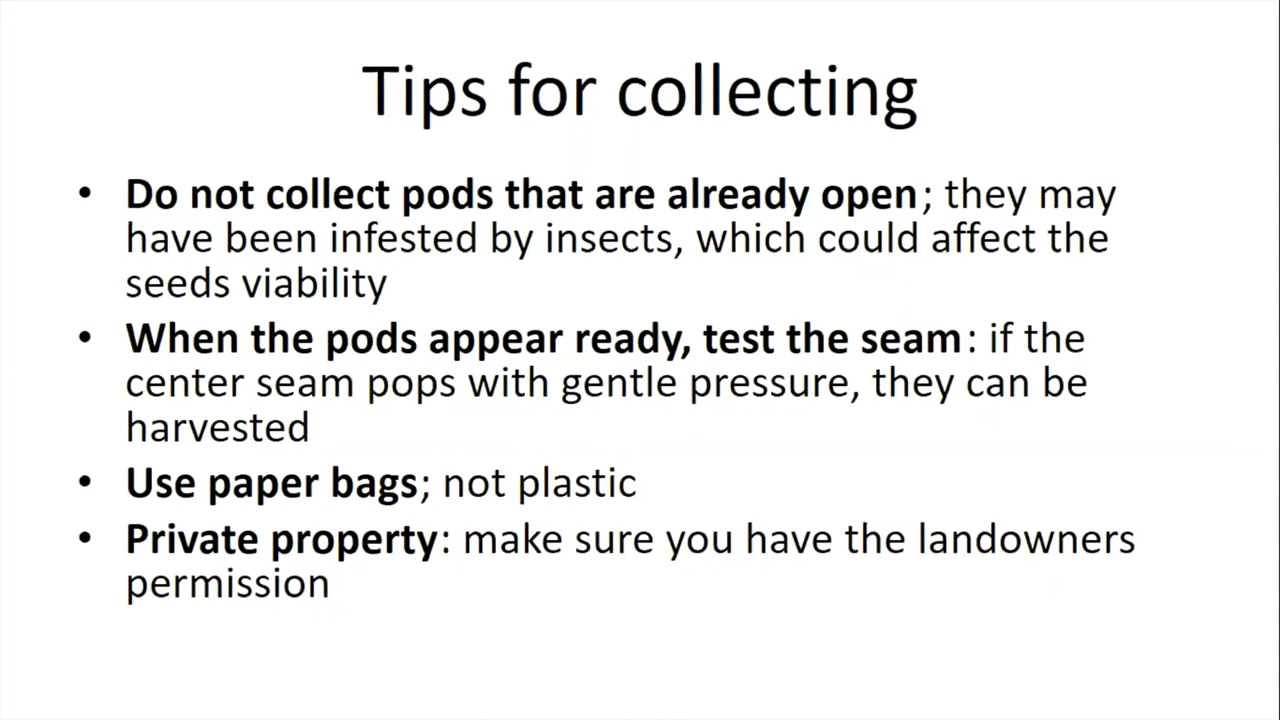 Tips for collecting
• Do not collect pods that are already open; they may
have been infested by insects, which could affect the
seeds viability
• When the pods appear ready, test the seam: if the
center seam pops with gentle pressure, they can be
harvested
• Use paper bags; not plastic
• Private property: make sure you have the landowners
permission